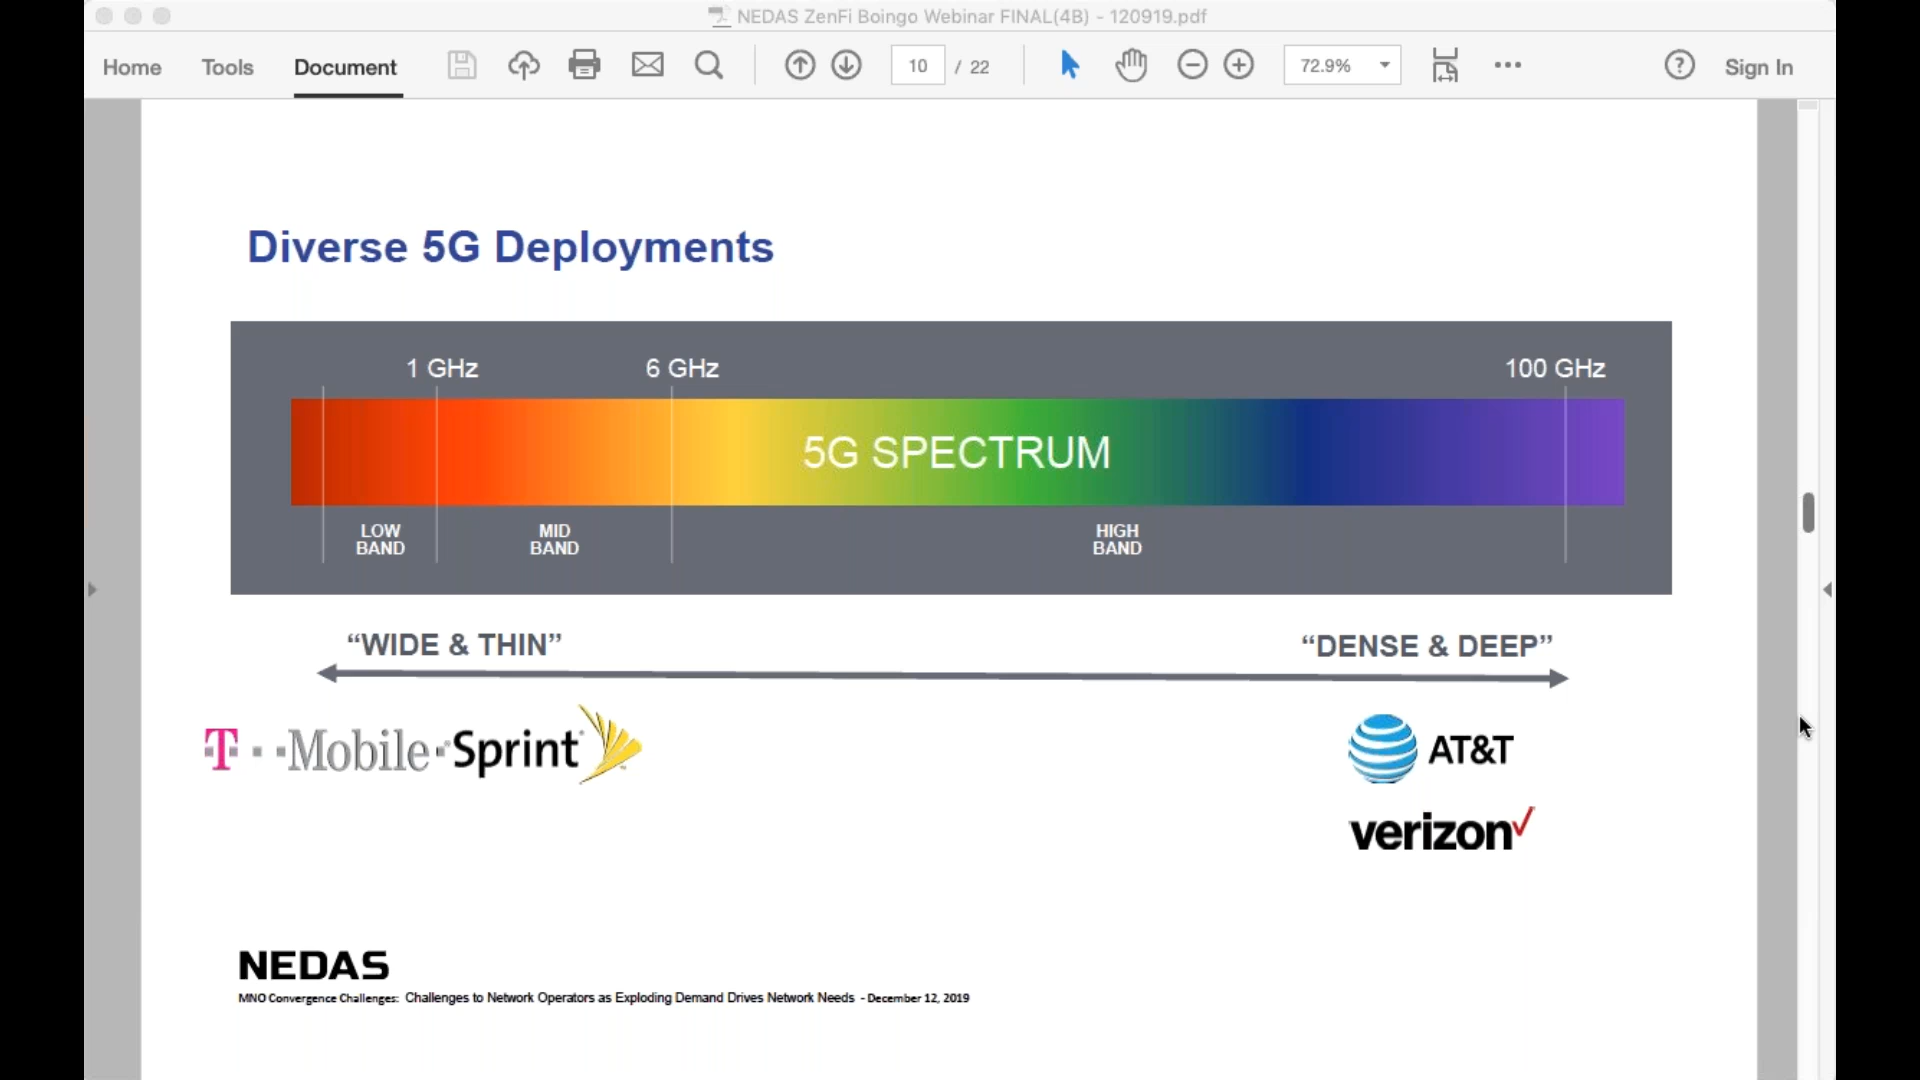 NEDAS ZenFi Boingo Webinar FINAL(4B) - 120919.pdf
Home Tools Document 10 / 22 72.9% Sign In
Diverse 5G Deployments
1 GHz 6 GHz 100 GHz
5G SPECTRUM
LOW BAND
MID BAND
HIGH BAND
“WIDE & THIN” “DENSE & DEEP”
T-Mobile Sprint AT&T
verizon
NEDAS
MNO Convergence Challenges: Challenges to Network Operators as Exploding Demand Drives Network Needs - December 12, 2019